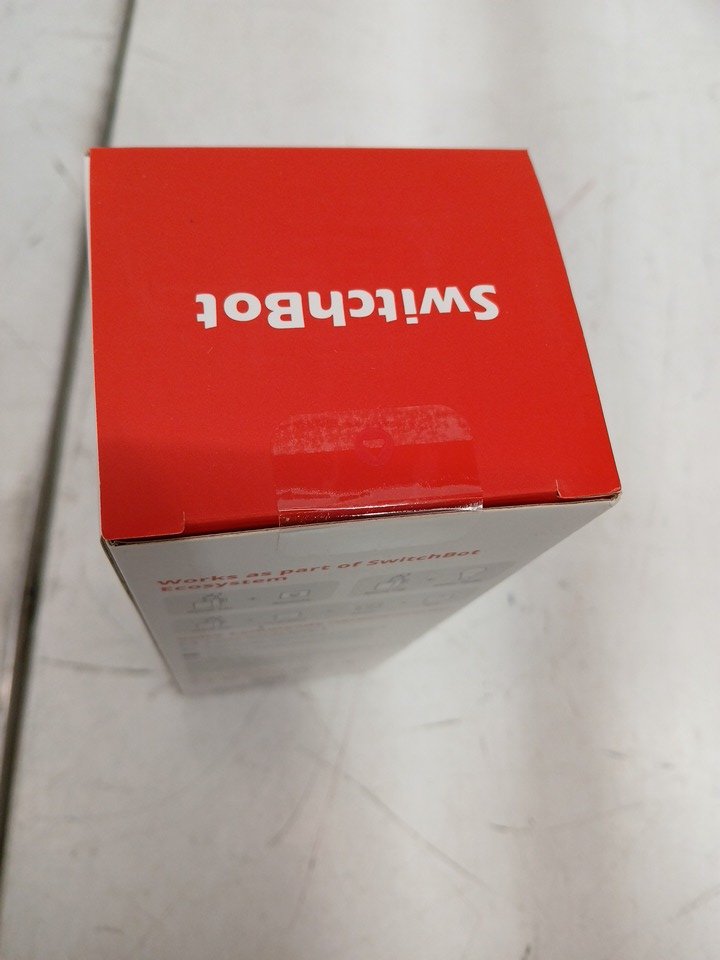 SwitchBot
Works as part of SwitchBot
Ecosystem